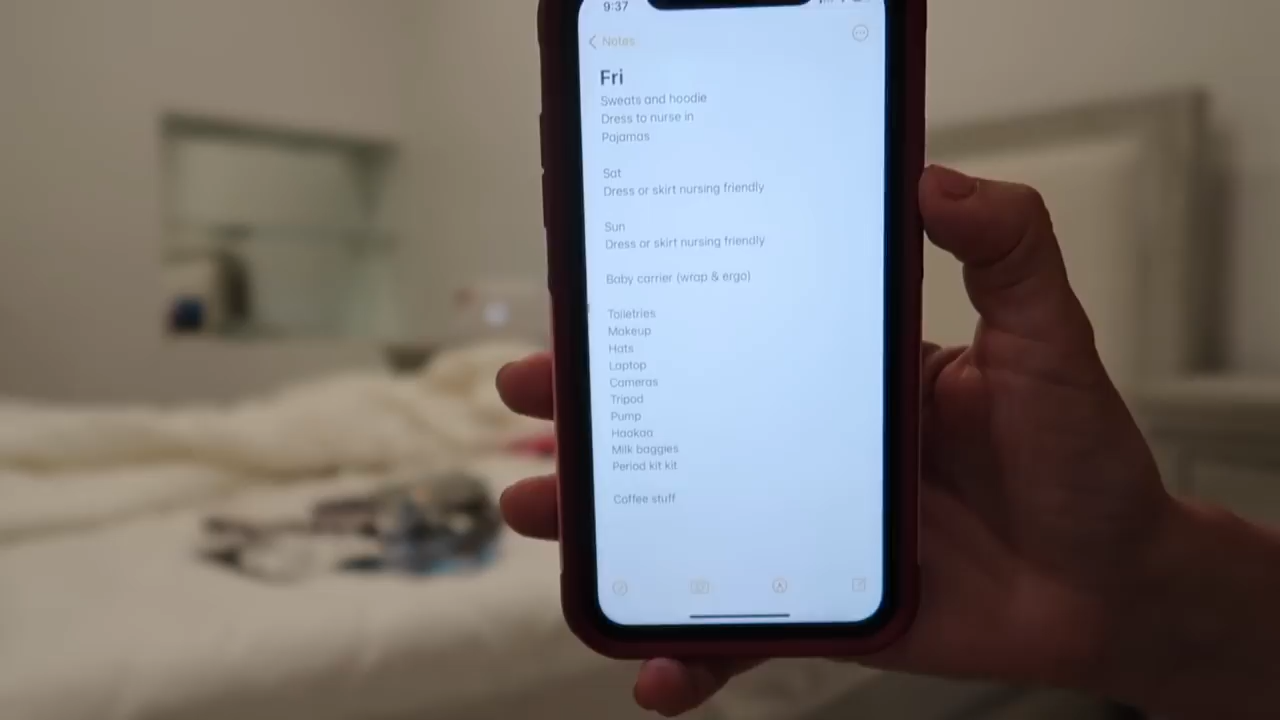 9:37
Notes
Fri
Sweats and hoodie
Dress to nurse in
Pajamas
Sat
Dress or skirt nursing friendly
Sun
Dress or skirt nursing friendly
Baby carrier (wrap & ergo)
Toiletries
Makeup
Hats
Laptop
Cameras
Tripod
Pump
Haakaa
Milk baggies
Period kit kit
Coffee stuff